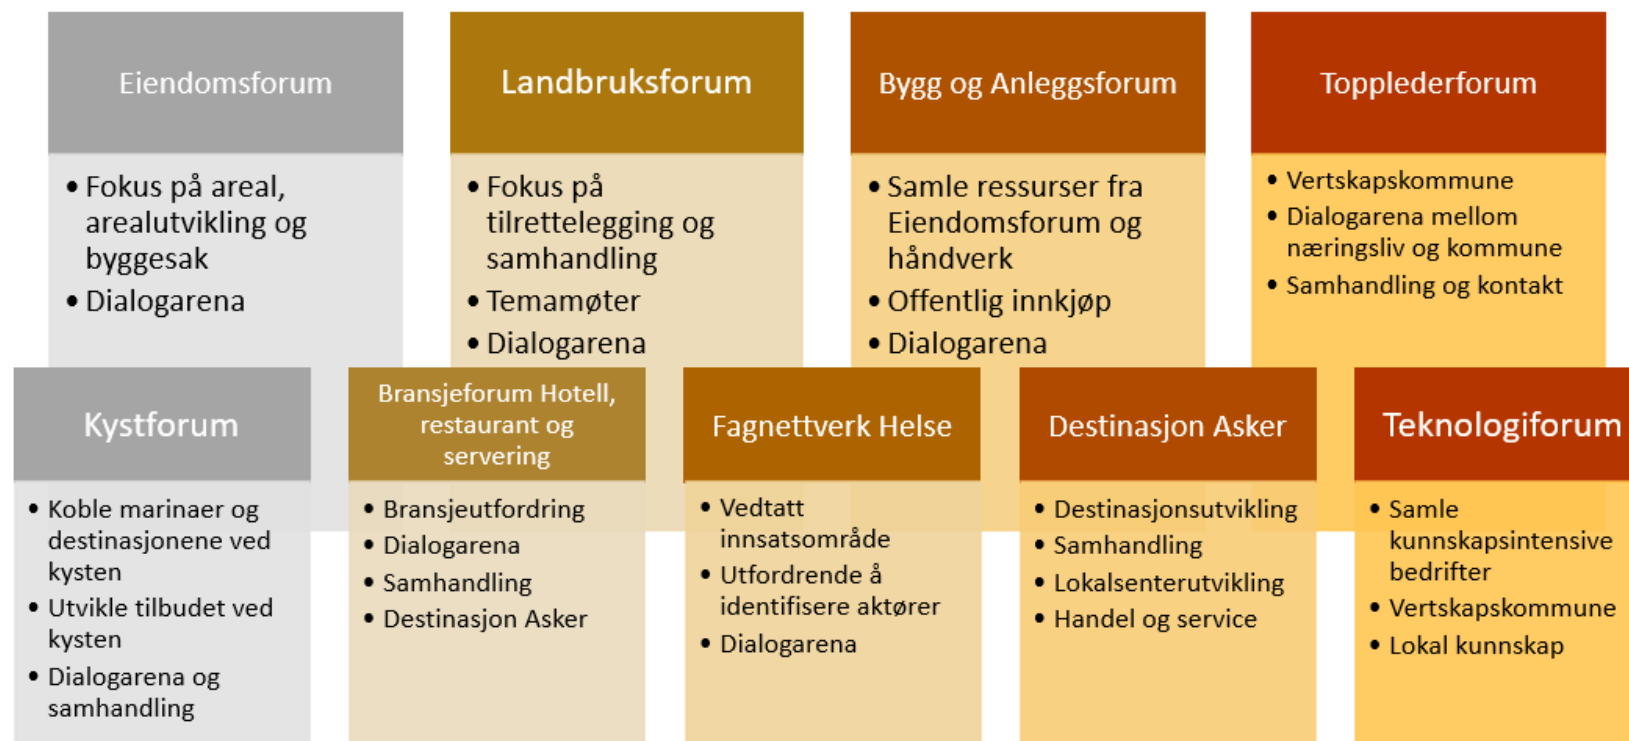 Eiendomsforum
• Fokus på areal,
arealutvikling og
byggesak
• Dialogarena
Landbruksforum
• Fokus på
tilrettelegging og
samhandling
• Temamøter
• Dialogarena
Bygg og Anleggsforum
• Samle ressurser fra
Eiendomsforum og
håndverk
• Offentlig innkjøp
• Dialogarena
Topplederforum
• Vertskapskommune
• Dialogarena mellom
næringsliv og kommune
• Samhandling og kontakt
Kystforum
• Koble marinaer og
destinasjonene ved
kysten
• Utvikle tilbudet ved
kysten
• Dialogarena og
samhandling
Bransjeforum Hotell,
restaurant og
servering
• Bransjeutfordring
• Dialogarena
• Samhandling
• Destinasjon Asker
Fagnettverk Helse
• Vedtatt
innsatsområde
• Utfordrende å
identifisere aktører
• Dialogarena
Destinasjon Asker
• Destinasjonsutvikling
• Samhandling
• Lokalsenterutvikling
• Handel og service
Teknologiforum
• Samle
kunnskapsintensive
bedrifter
• Vertskapskommune
• Lokal kunnskap